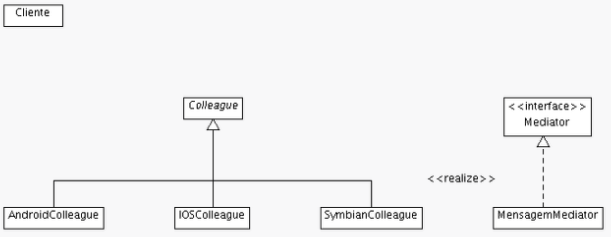 Cliente
Colleague
<<interface>>
Mediator
<<realize>>
AndroidColleague
IOSColleague
SymbianColleague
MensagemMediator